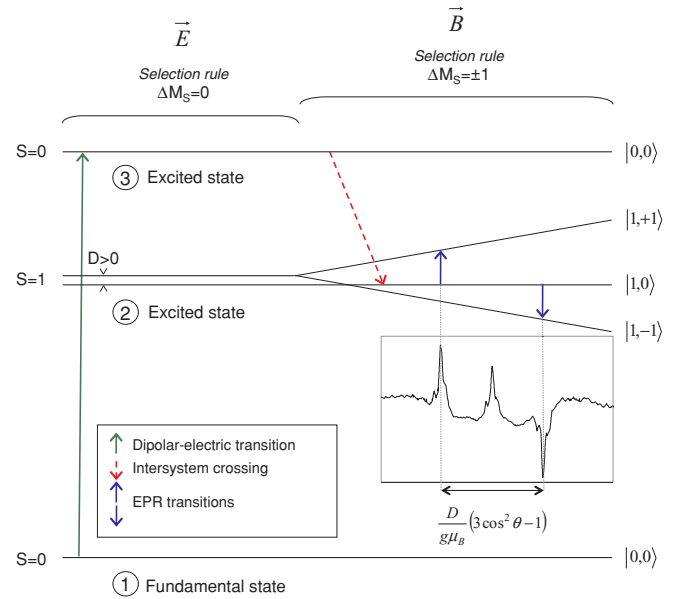 E⃗
B⃗
Selection rule
ΔM_S=0
Selection rule
ΔM_S=±1
S=0
|0,0⟩
③ Excited state
|1,+1⟩
D>0
S=1
|1,0⟩
② Excited state
|1,−1⟩
Dipolar-electric transition
Intersystem crossing
EPR transitions
D/gμ_B (3cos² θ−1)
S=0
|0,0⟩
① Fundamental state